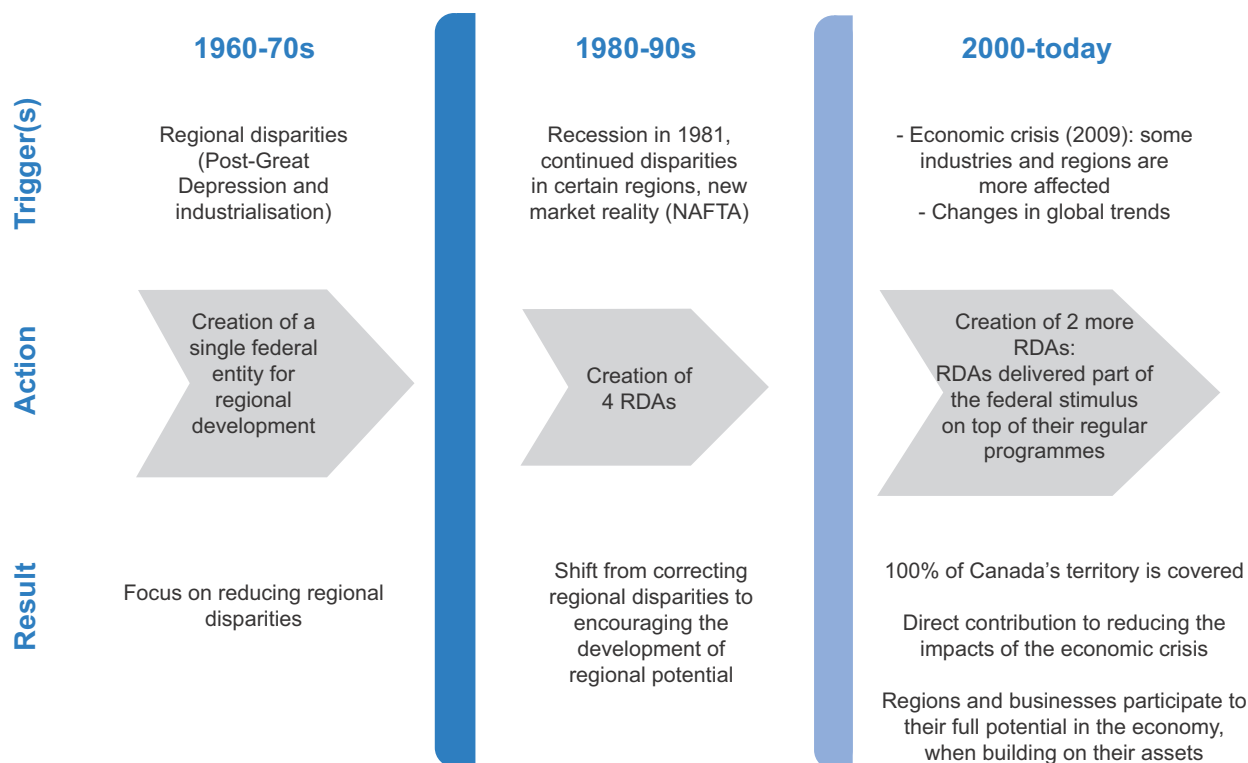 1960-70s
1980-90s
2000-today
Trigger(s)
Regional disparities
(Post-Great
Depression and
industrialisation)
Recession in 1981,
continued disparities
in certain regions, new
market reality (NAFTA)
- Economic crisis (2009): some
industries and regions are
more affected
- Changes in global trends
Action
Creation of a
single federal
entity for
regional
development
Creation of
4 RDAs
Creation of 2 more
RDAs:
RDAs delivered part of
the federal stimulus
on top of their regular
programmes
Result
Focus on reducing regional
disparities
Shift from correcting
regional disparities to
encouraging the
development of
regional potential
100% of Canada's territory is covered
Direct contribution to reducing the
impacts of the economic crisis
Regions and businesses participate to
their full potential in the economy,
when building on their assets